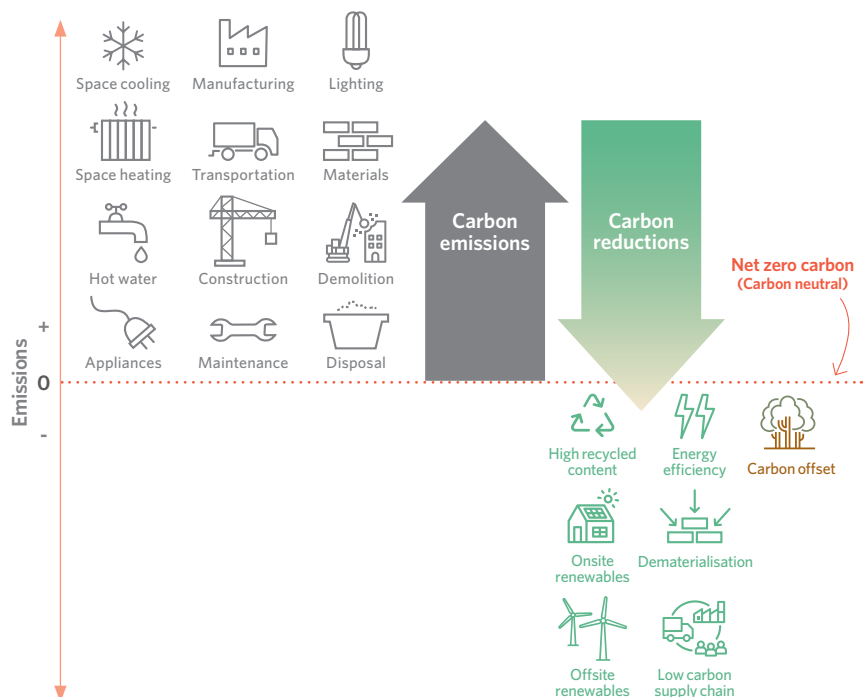 Space cooling
Manufacturing
Lighting
Space heating
Transportation
Materials
Carbon
emissions
Carbon
reductions
Net zero carbon
(Carbon neutral)
Hot water
Construction
Demolition
Appliances
Maintenance
Disposal
Emissions
+
0
-
High recycled
content
Energy
efficiency
Carbon offset
Onsite
renewables
Dematerialisation
Offsite
renewables
Low carbon
supply chain